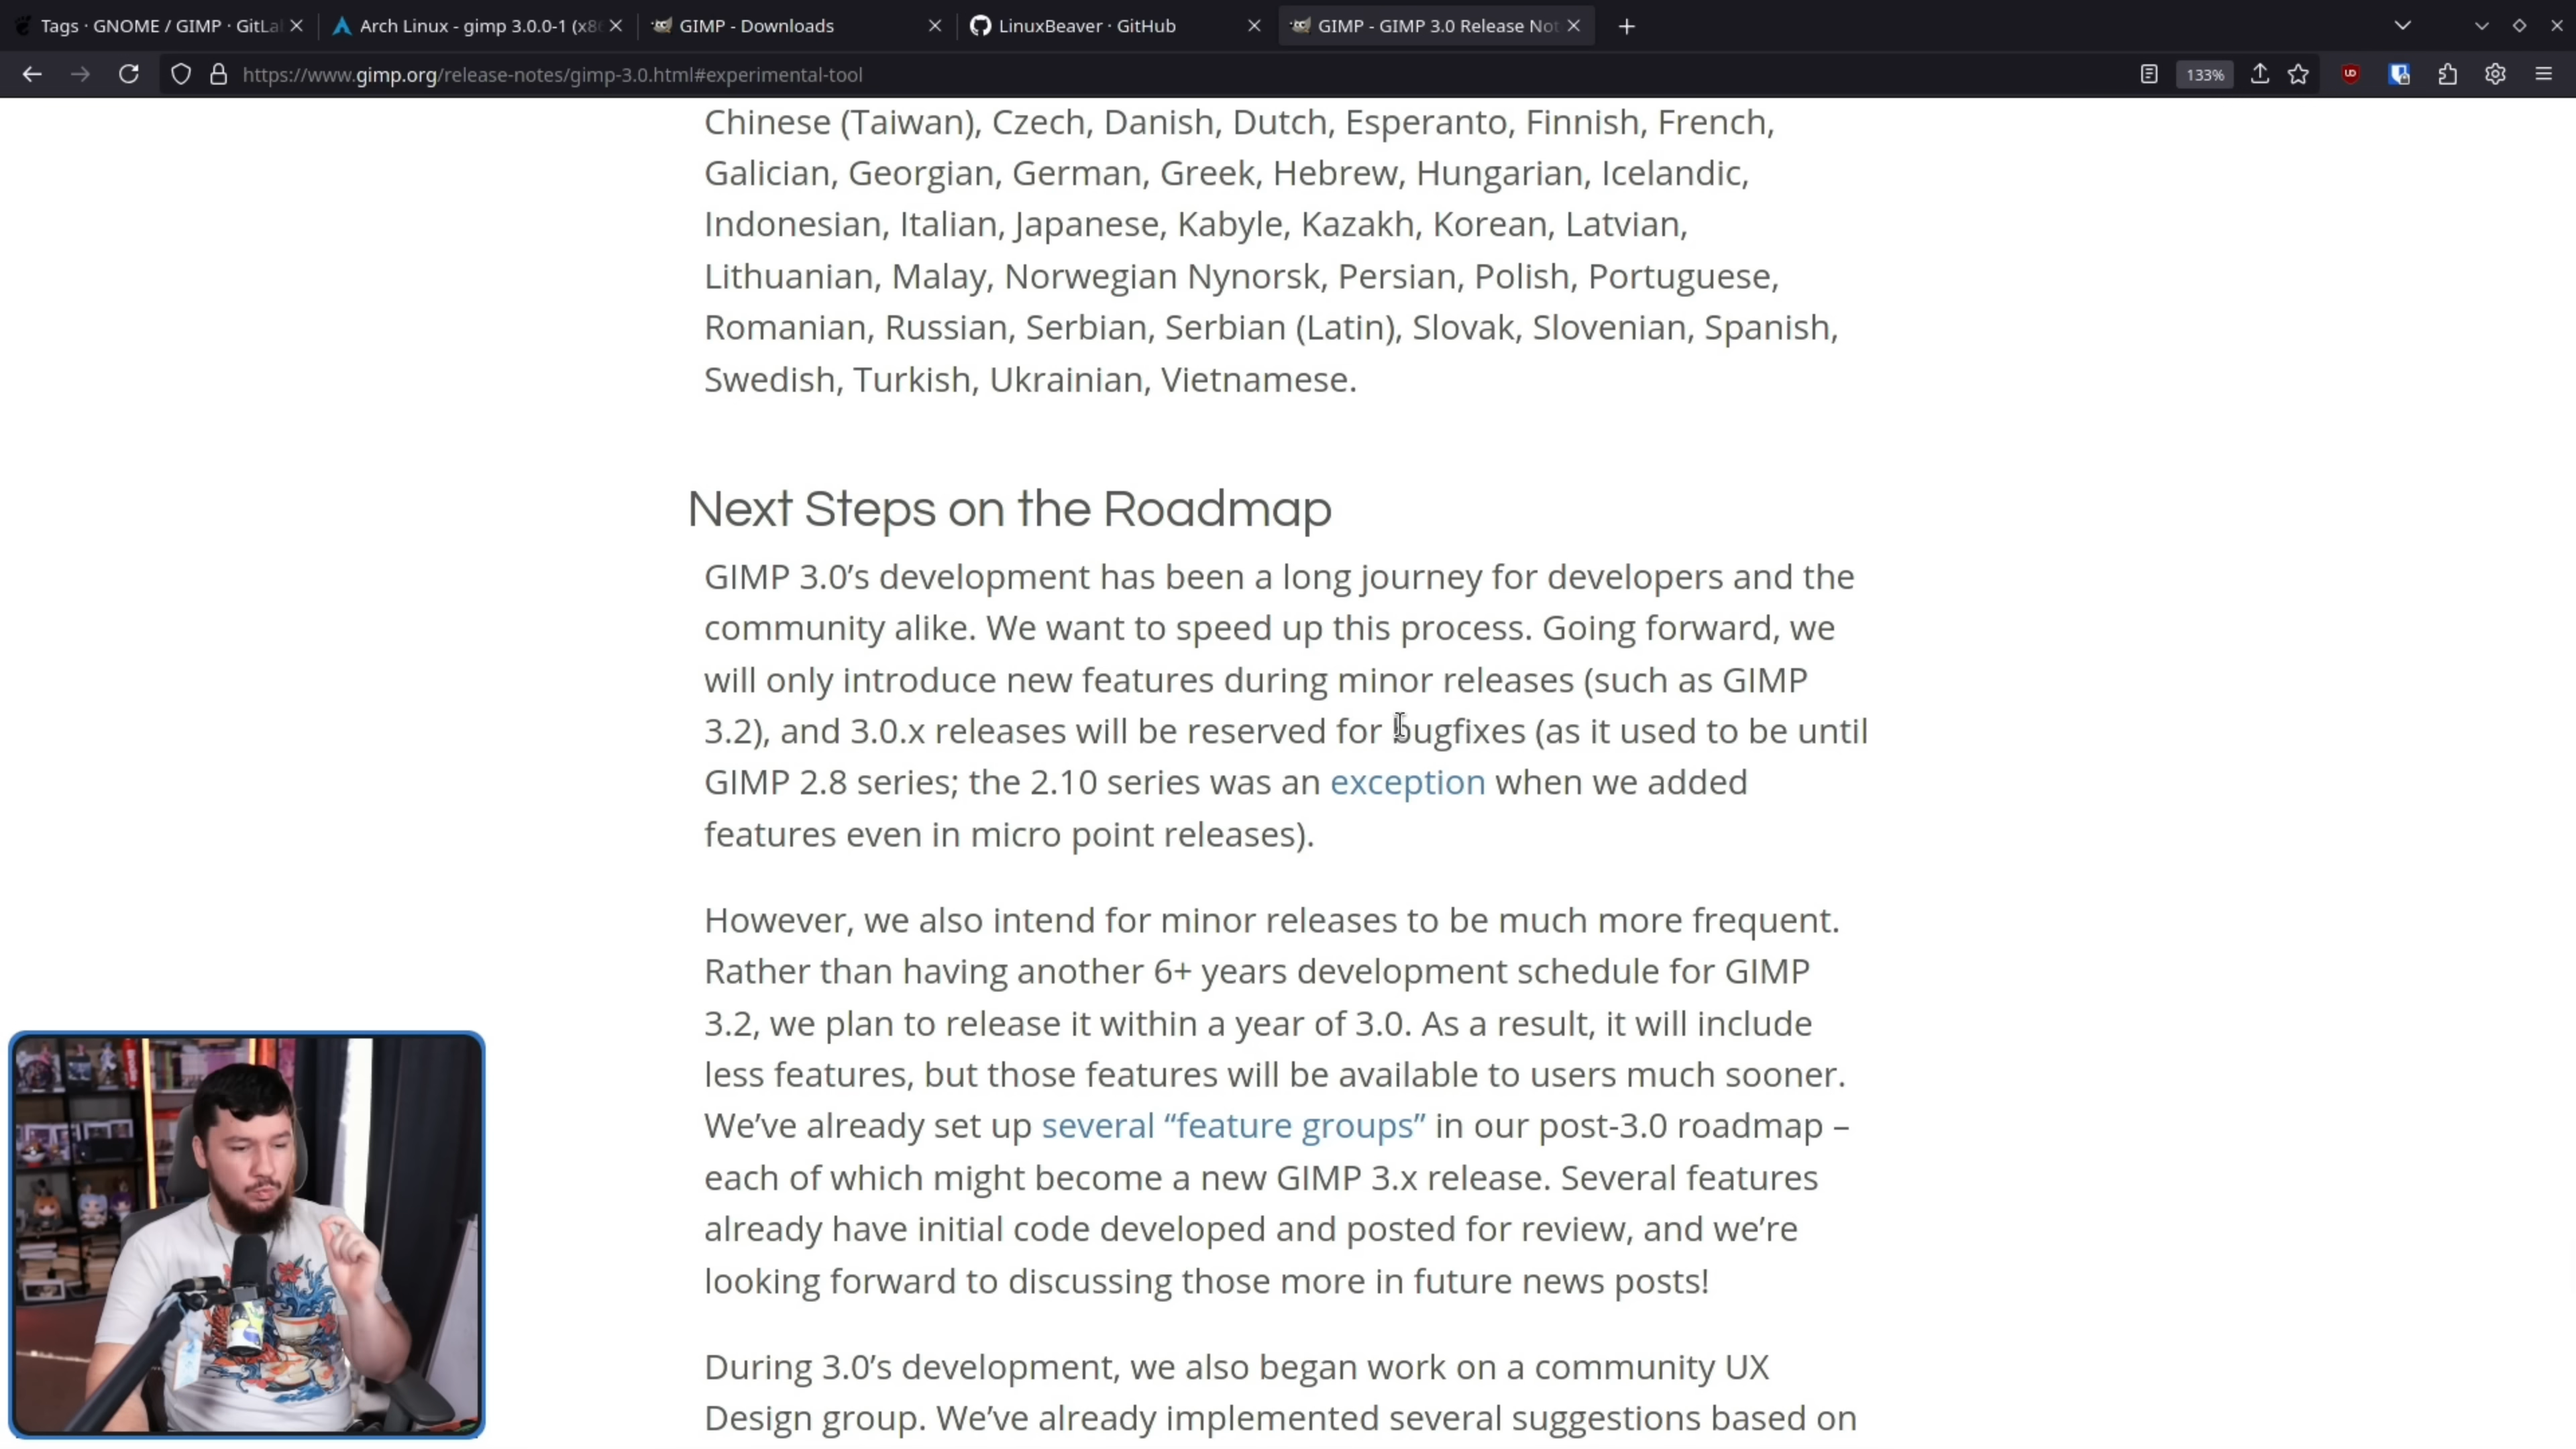 Tags · GNOME / GIMP · GitLa
Arch Linux - gimp 3.0.0-1 (x8
GIMP - Downloads
LinuxBeaver · GitHub
GIMP - GIMP 3.0 Release Not
https://www.gimp.org/release-notes/gimp-3.0.html#experimental-tool
133%
Chinese (Taiwan), Czech, Danish, Dutch, Esperanto, Finnish, French,
Galician, Georgian, German, Greek, Hebrew, Hungarian, Icelandic,
Indonesian, Italian, Japanese, Kabyle, Kazakh, Korean, Latvian,
Lithuanian, Malay, Norwegian Nynorsk, Persian, Polish, Portuguese,
Romanian, Russian, Serbian, Serbian (Latin), Slovak, Slovenian, Spanish,
Swedish, Turkish, Ukrainian, Vietnamese.
Next Steps on the Roadmap
GIMP 3.0’s development has been a long journey for developers and the
community alike. We want to speed up this process. Going forward, we
will only introduce new features during minor releases (such as GIMP
3.2), and 3.0.x releases will be reserved for bugfixes (as it used to be until
GIMP 2.8 series; the 2.10 series was an exception when we added
features even in micro point releases).
However, we also intend for minor releases to be much more frequent.
Rather than having another 6+ years development schedule for GIMP
3.2, we plan to release it within a year of 3.0. As a result, it will include
less features, but those features will be available to users much sooner.
We’ve already set up several “feature groups” in our post-3.0 roadmap –
each of which might become a new GIMP 3.x release. Several features
already have initial code developed and posted for review, and we’re
looking forward to discussing those more in future news posts!
During 3.0’s development, we also began work on a community UX
Design group. We’ve already implemented several suggestions based on